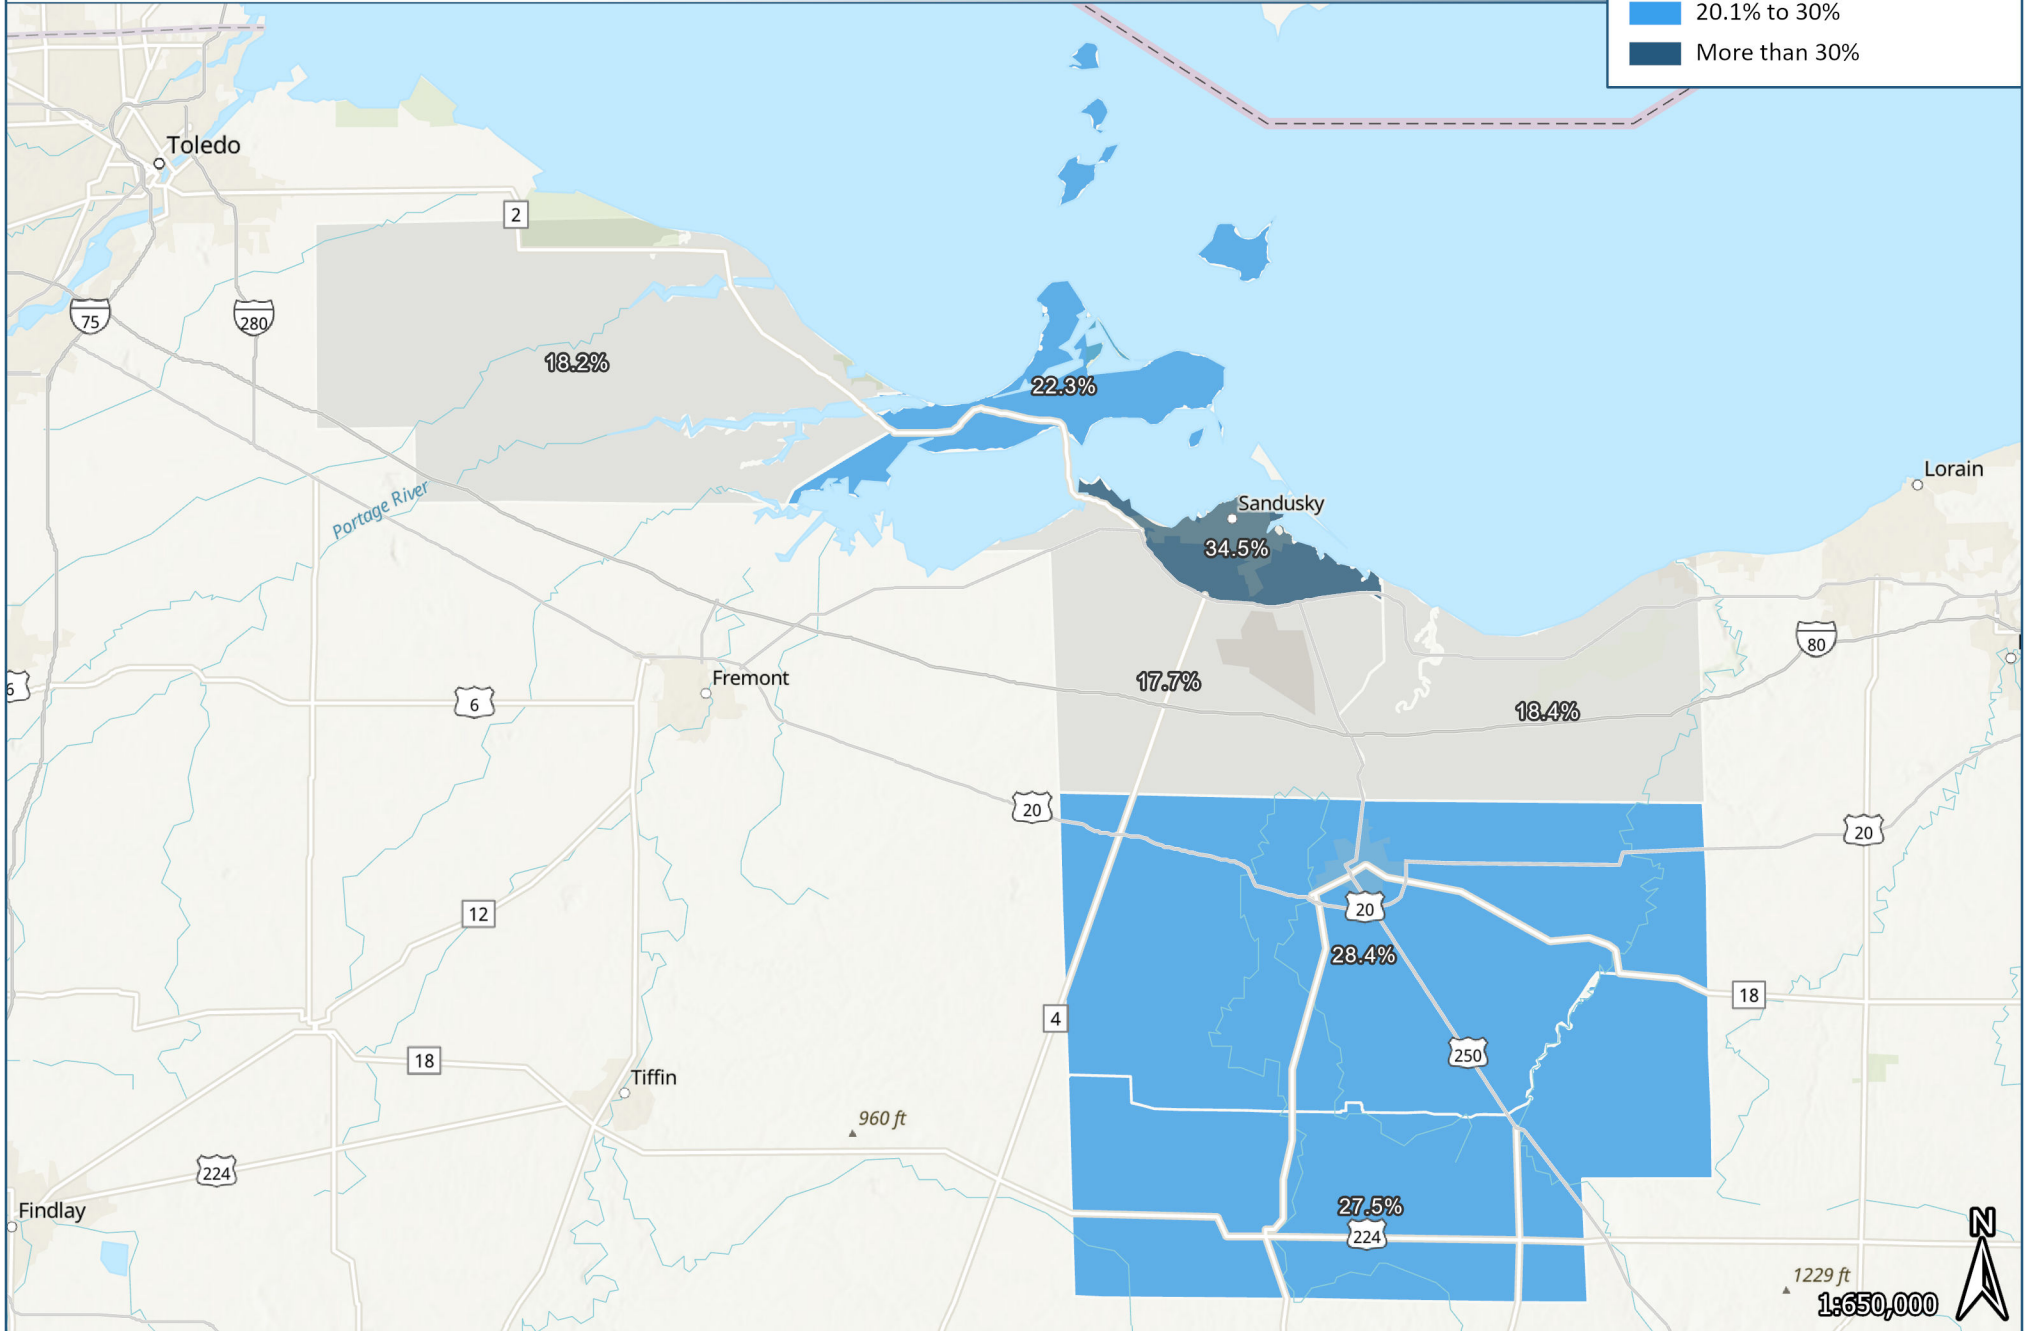 20.1% to 30%
More than 30%
Toledo
2
75
280
18.2%
22.3%
Lorain
Portage River
Sandusky
34.5%
80
Fremont
17.7%
6
6
18.4%
20
20
12
20
28.4%
18
4
250
18
Tiffin
960 ft
224
27.5%
Findlay
224
N
1229 ft
1:650,000